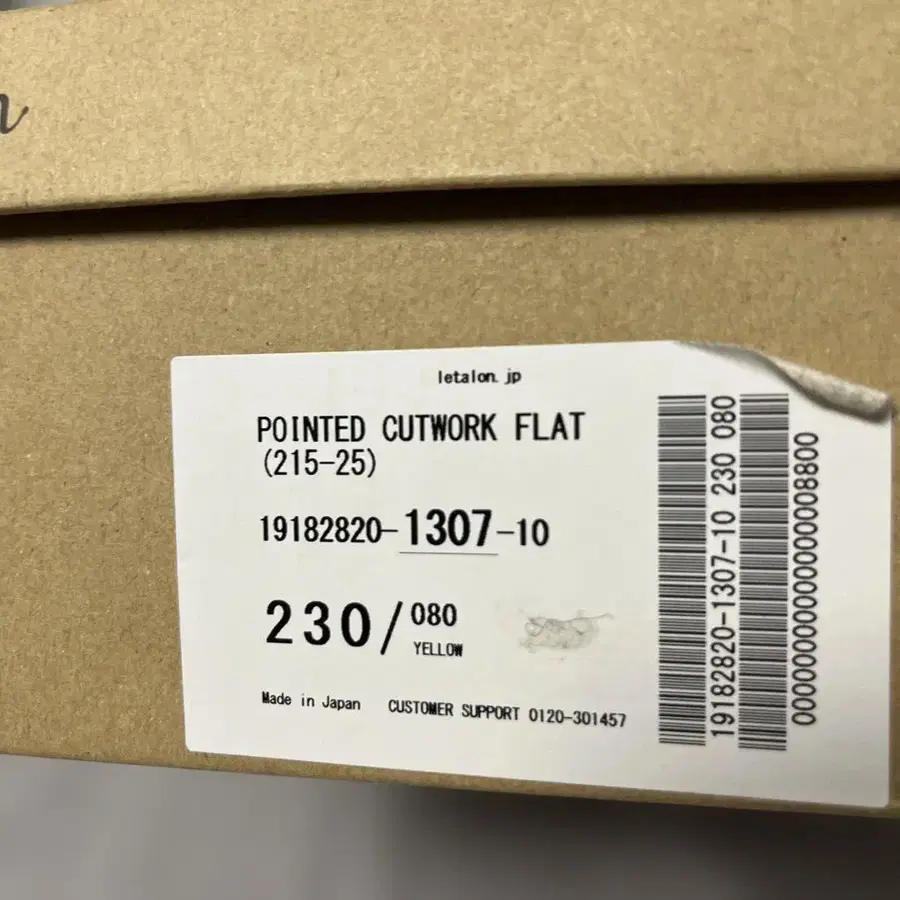 letalon.jp
POINTED CUTWORK FLAT
(215-25)
19182820-1307-10
230/080
YELLOW
Made in Japan CUSTOMER SUPPORT 0120-301457
19182820-1307-10 230 080